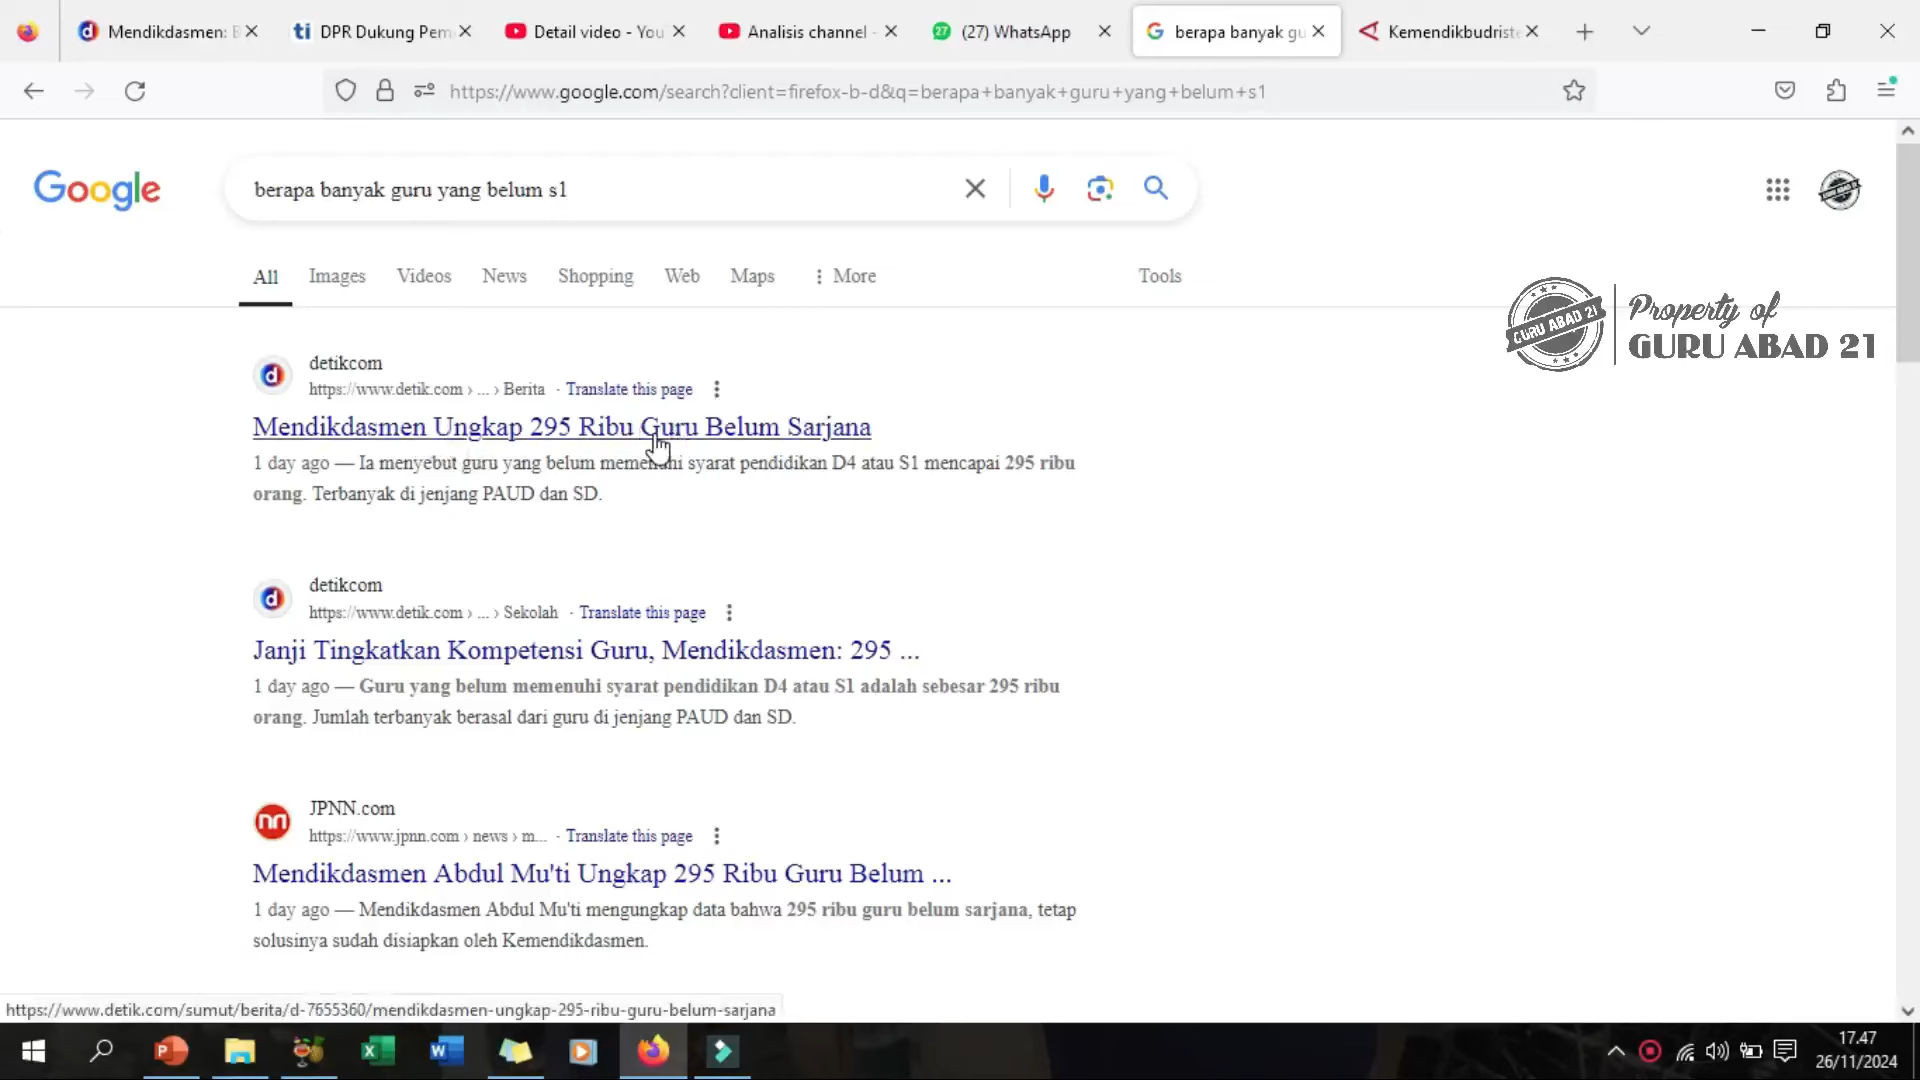 Mendikdasmen: B
DPR Dukung Pem
Detail video - You
Analisis channel -
27
(27) WhatsApp
berapa banyak gu
Kemendikbudriste
https://www.google.com/search?client=firefox-b-d&q=berapa+banyak+guru+yang+belum+s1
Google
berapa banyak guru yang belum s1
All
Images
Videos
News
Shopping
Web
Maps
More
Tools
GURU ABAD 21
Property of
GURU ABAD 21
detikcom
https://www.detik.com › ... › Berita · Translate this page
Mendikdasmen Ungkap 295 Ribu Guru Belum Sarjana
1 day ago — Ia menyebut guru yang belum memenuhi syarat pendidikan D4 atau S1 mencapai 295 ribu
orang. Terbanyak di jenjang PAUD dan SD.
detikcom
https://www.detik.com › ... › Sekolah · Translate this page
Janji Tingkatkan Kompetensi Guru, Mendikdasmen: 295 ...
1 day ago — Guru yang belum memenuhi syarat pendidikan D4 atau S1 adalah sebesar 295 ribu
orang. Jumlah terbanyak berasal dari guru di jenjang PAUD dan SD.
JPNN.com
https://www.jpnn.com › news › m... · Translate this page
Mendikdasmen Abdul Mu'ti Ungkap 295 Ribu Guru Belum ...
1 day ago — Mendikdasmen Abdul Mu'ti mengungkap data bahwa 295 ribu guru belum sarjana, tetap
solusinya sudah disiapkan oleh Kemendikdasmen.
https://www.detik.com/sumut/berita/d-7655360/mendikdasmen-ungkap-295-ribu-guru-belum-sarjana
17.47
26/11/2024